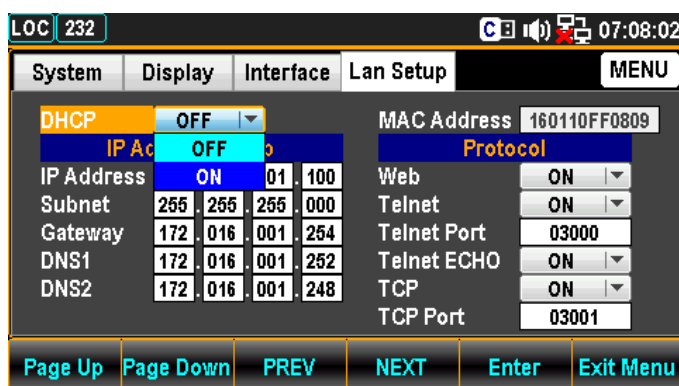 LOC 232 C 07:08:02
System Display Interface Lan Setup MENU
DHCP OFF
OFF
ON
IP Address 01 . 100
Subnet 255 . 255 . 255 . 000
Gateway 172 . 016 . 001 . 254
DNS1 172 . 016 . 001 . 252
DNS2 172 . 016 . 001 . 248
MAC Address 160110FF0809
Protocol
Web ON
Telnet ON
Telnet Port 03000
Telnet ECHO ON
TCP ON
TCP Port 03001
Page Up Page Down PREV NEXT Enter Exit Menu